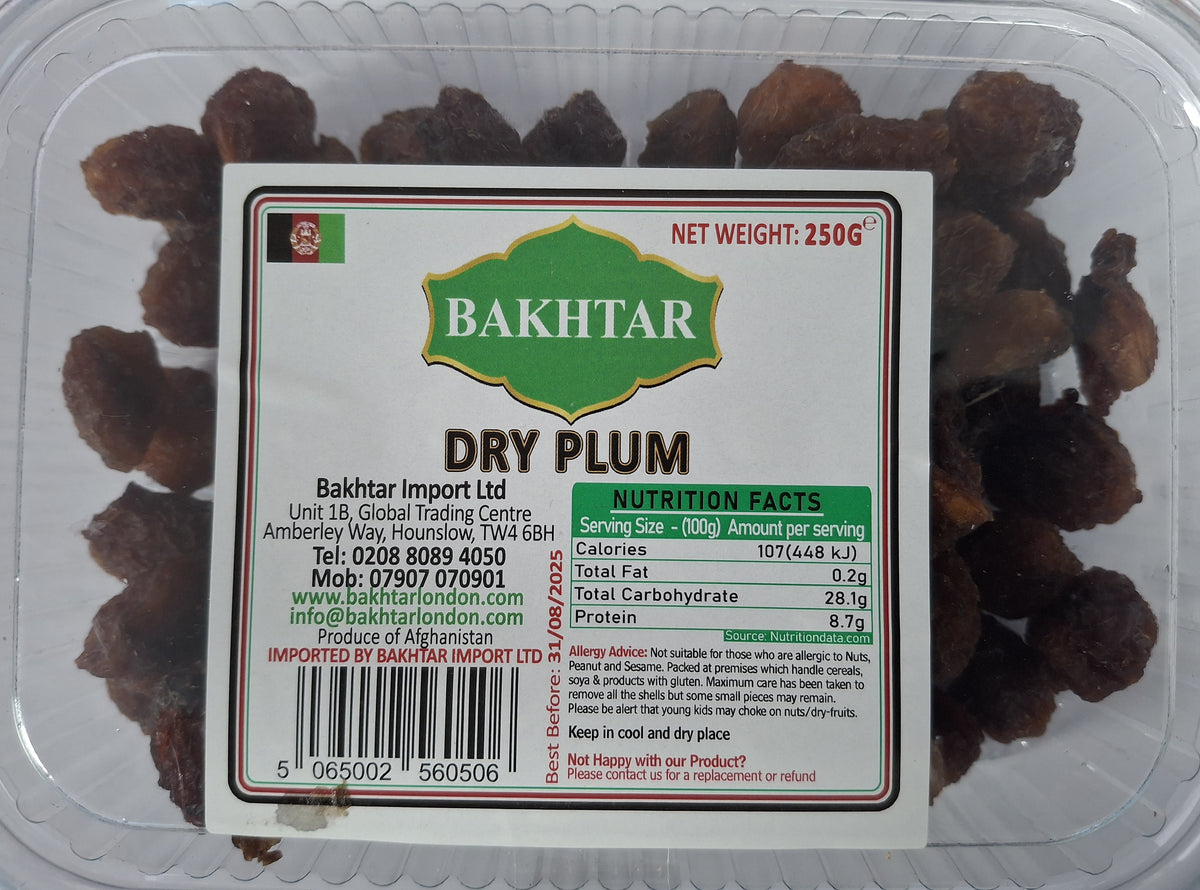 NET WEIGHT: 250G℮
BAKHTAR
DRY PLUM
Bakhtar Import Ltd
Unit 1B, Global Trading Centre
Amberley Way, Hounslow, TW4 6BH
Tel: 0208 8089 4050
Mob: 07907 070901
www.bakhtarlondon.com
info@bakhtarlondon.com
Produce of Afghanistan
IMPORTED BY BAKHTAR IMPORT LTD
5 065002 560506
Best Before: 31/08/2025
NUTRITION FACTS
Serving Size - (100g) Amount per serving
Calories 107(448 kJ)
Total Fat 0.2g
Total Carbohydrate 28.1g
Protein 8.7g
Source: Nutritiondata.com
Allergy Advice: Not suitable for those who are allergic to Nuts,
Peanut and Sesame. Packed at premises which handle cereals,
soya & products with gluten. Maximum care has been taken to
remove all the shells but some small pieces may remain.
Please be alert that young kids may choke on nuts/dry-fruits.
Keep in cool and dry place
Not Happy with our Product?
Please contact us for a replacement or refund